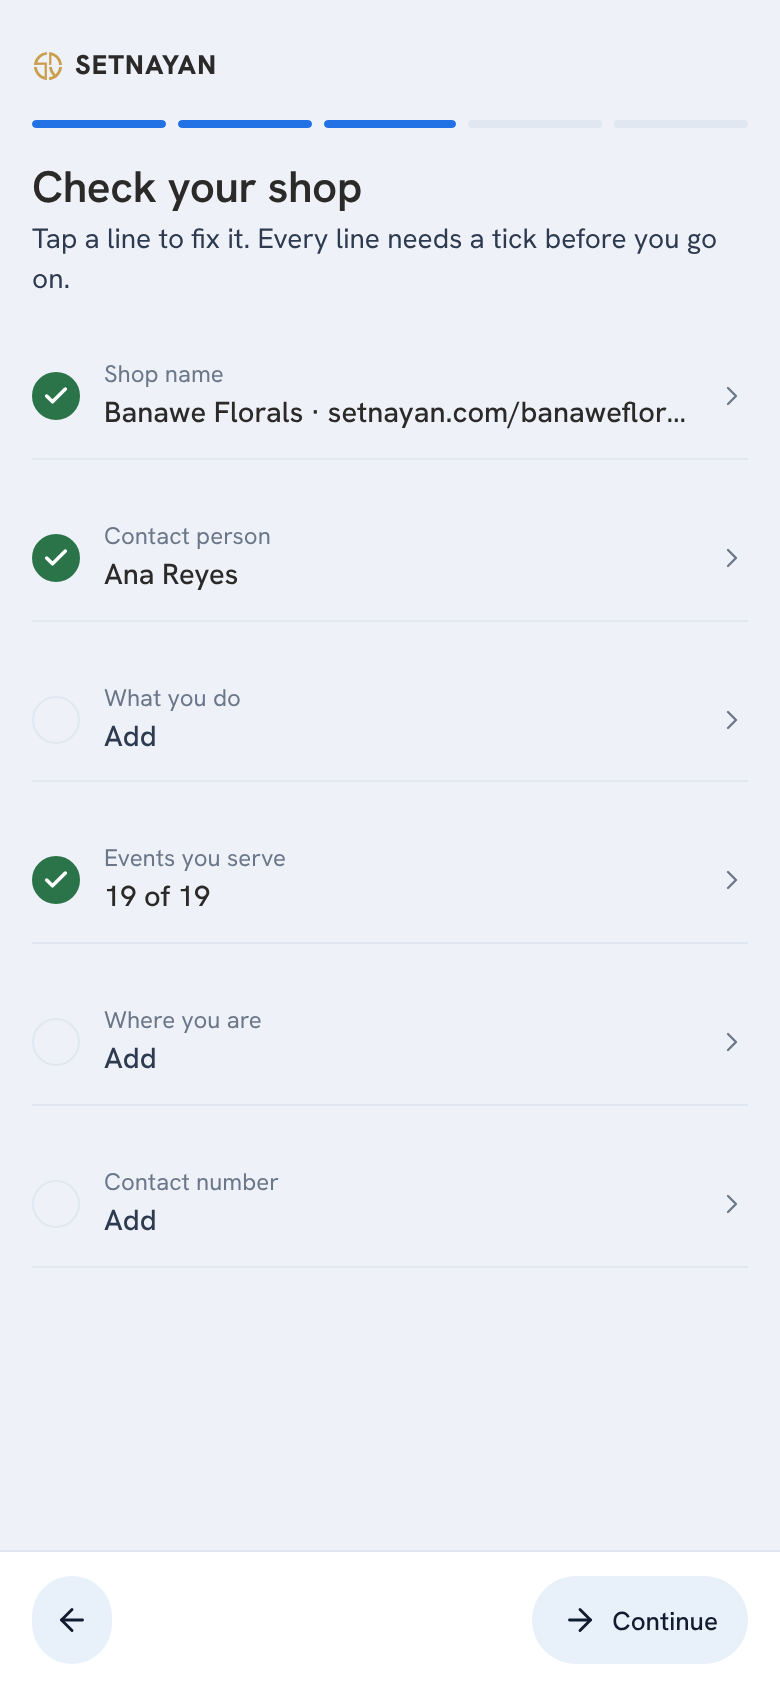 SETNAYAN
Check your shop
Tap a line to fix it. Every line needs a tick before you go
on.
Shop name
Banawe Florals · setnayan.com/banaweflor...
Contact person
Ana Reyes
What you do
Add
Events you serve
19 of 19
Where you are
Add
Contact number
Add
Continue